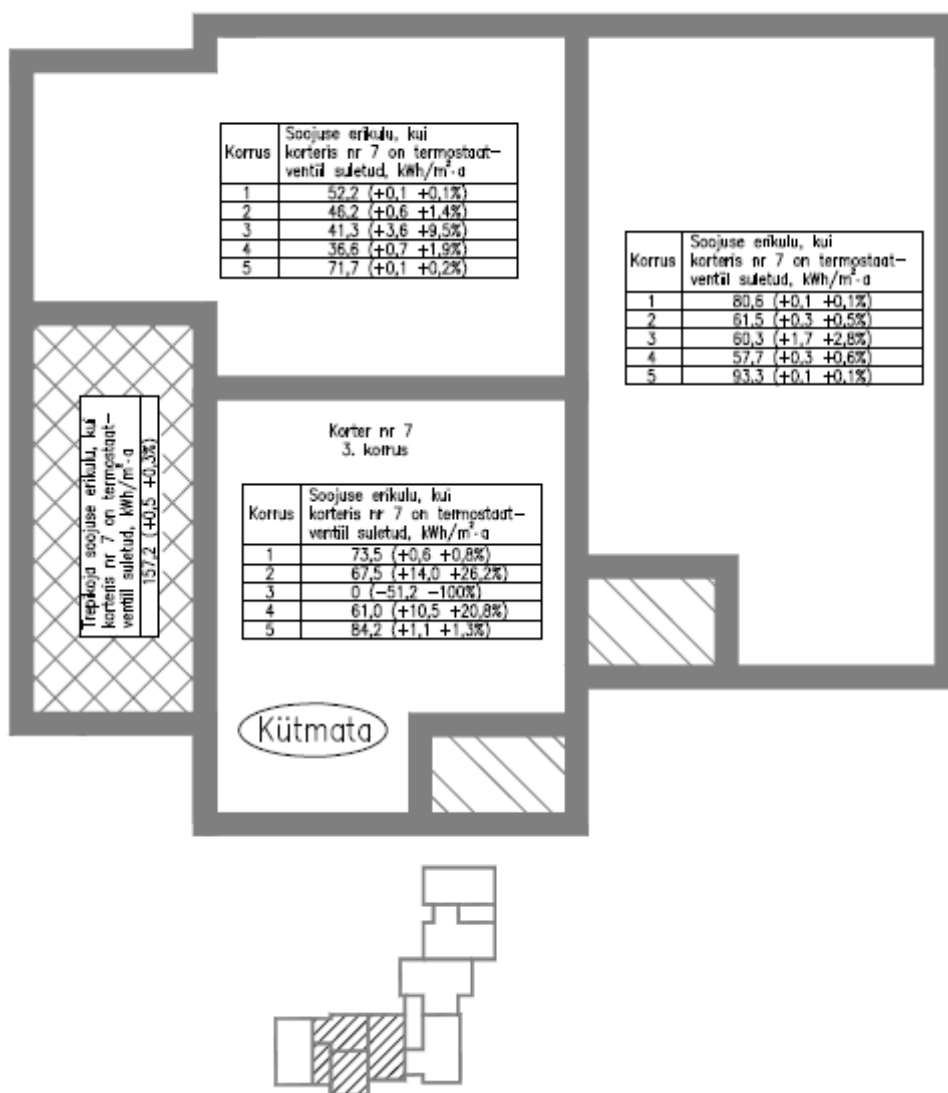 Korrus
Soojuse erikulu, kui
korteris nr 7 on termostaat-
ventiil suletud, kWh/m²·a
1 52,2 (+0,1 +0,1%)
2 46,2 (+0,6 +1,4%)
3 41,3 (+3,6 +9,5%)
4 36,6 (+0,7 +1,9%)
5 71,7 (+0,1 +0,2%)
Korrus
Soojuse erikulu, kui
korteris nr 7 on termostaat-
ventiil suletud, kWh/m²·a
1 80,6 (+0,1 +0,1%)
2 61,5 (+0,3 +0,5%)
3 60,3 (+1,7 +2,8%)
4 57,7 (+0,3 +0,6%)
5 93,3 (+0,1 +0,1%)
Trepikojd soojuse erikulu, kui
korteris nr 7 on termostaat-
ventiil suletud, kWh/m²·a
157,2 (+0,5 +0,3%)
Korter nr 7
3. korrus
Korrus
Soojuse erikulu, kui
korteris nr 7 on termostaat-
ventiil suletud, kWh/m²·a
1 73,5 (+0,6 +0,8%)
2 67,5 (+14,0 +26,2%)
3 0 (-51,2 -100%)
4 61,0 (+10,5 +20,8%)
5 84,2 (+1,1 +1,3%)
Kütmata